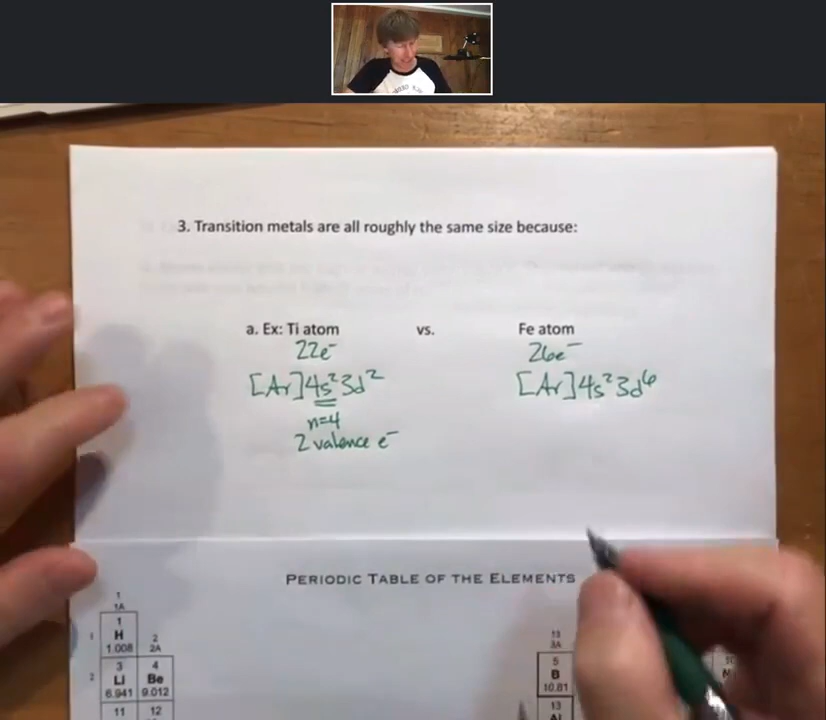 3. Transition metals are all roughly the same size because:
a. Ex: Ti atom vs. Fe atom
22e⁻ 26e⁻
[Ar]4s²3d² [Ar]4s²3d⁶
n=4
2 valence e⁻
PERIODIC TABLE OF THE ELEMENTS
1
1A
1 2 13
H 2A 3A
1.008
3 4 5
Li Be B
6.941 9.012 10.81
11 12 13
Al